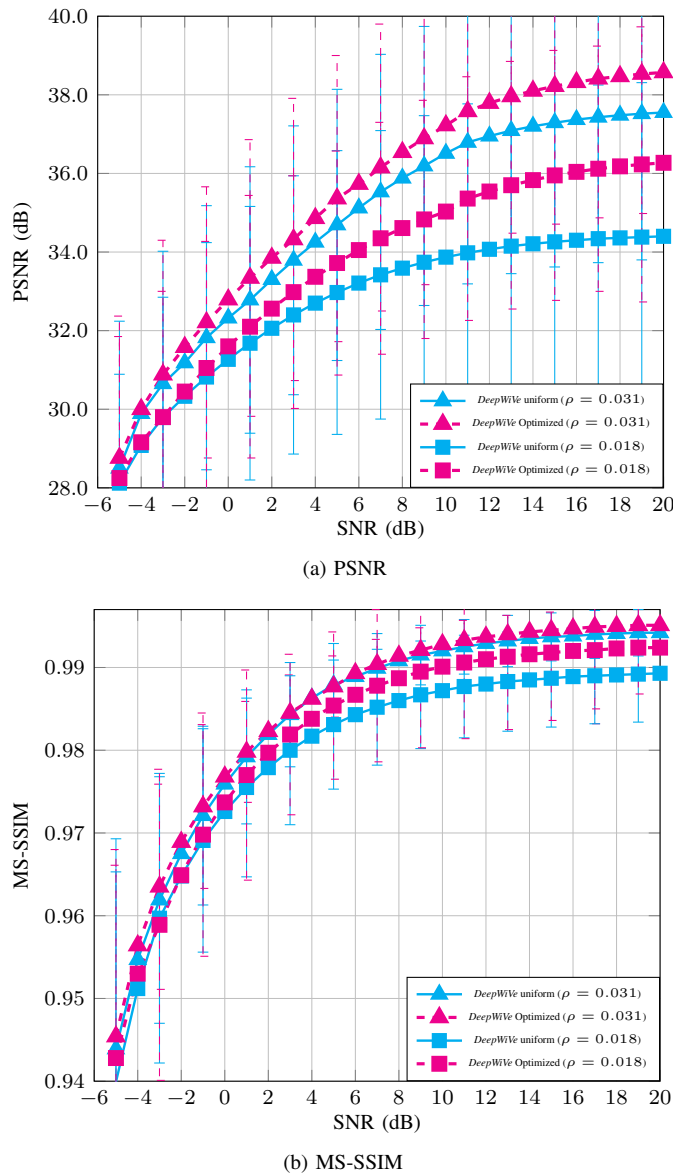 40.0
38.0
36.0
34.0
32.0
30.0
28.0
PSNR (dB)
DeepWiVe uniform (ρ = 0.031)
DeepWiVe Optimized (ρ = 0.031)
DeepWiVe uniform (ρ = 0.018)
DeepWiVe Optimized (ρ = 0.018)
−6 −4 −2 0 2 4 6 8 10 12 14 16 18 20
SNR (dB)
(a) PSNR
0.99
0.98
0.97
0.96
0.95
0.94
MS-SSIM
DeepWiVe uniform (ρ = 0.031)
DeepWiVe Optimized (ρ = 0.031)
DeepWiVe uniform (ρ = 0.018)
DeepWiVe Optimized (ρ = 0.018)
−6 −4 −2 0 2 4 6 8 10 12 14 16 18 20
SNR (dB)
(b) MS-SSIM